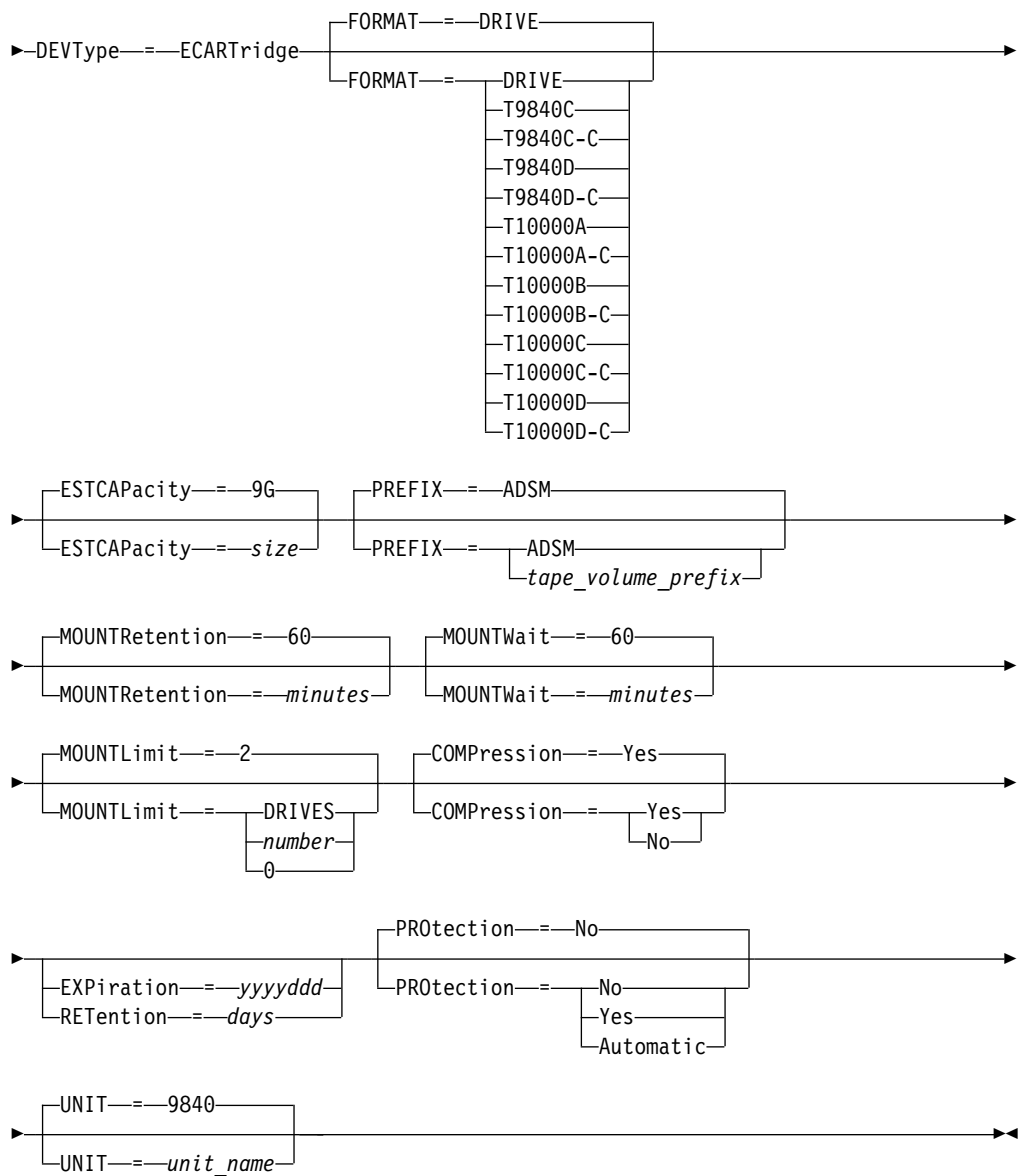 FORMAT = DRIVE
DEVType = ECARTridge
FORMAT = DRIVE
T9840C
T9840C-C
T9840D
T9840D-C
T10000A
T10000A-C
T10000B
T10000B-C
T10000C
T10000C-C
T10000D
T10000D-C
ESTCAPacity = 9G PREFIX = ADSM
ESTCAPacity = size PREFIX = ADSM
tape_volume_prefix
MOUNTRetention = 60 MOUNTWait = 60
MOUNTRetention = minutes MOUNTWait = minutes
MOUNTLimit = 2 COMPression = Yes
MOUNTLimit = DRIVES COMPression = Yes
number No
0
PROtection = No
EXPiration = yyyyddd PROtection = No
RETention = days Yes
Automatic
UNIT = 9840
UNIT = unit_name